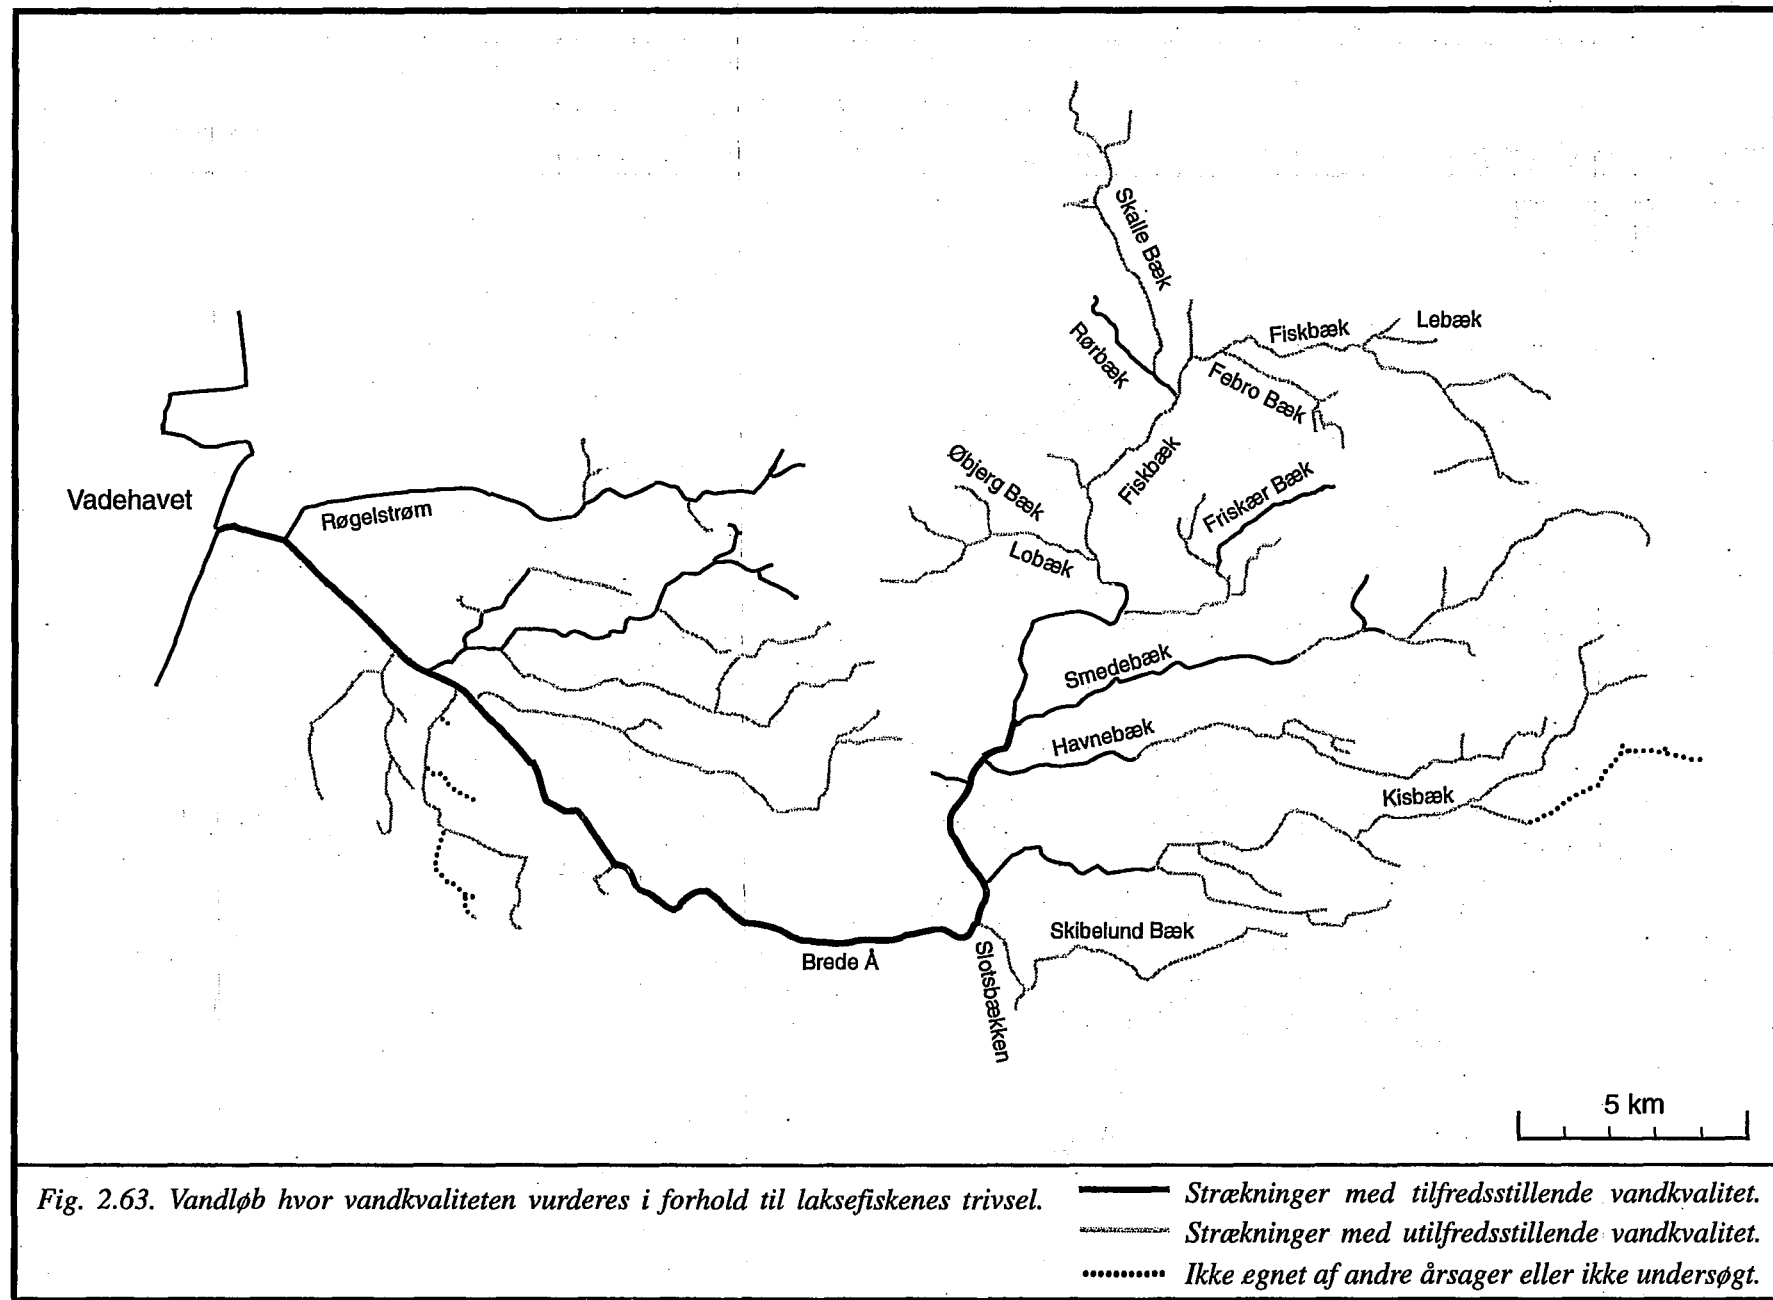 Skalle Bæk
Rørbæk
Fiskbæk
Lebæk
Febro Bæk
Øbjerg Bæk
Fiskbæk
Friskær Bæk
Vadehavet
Røgelstrøm
Lobæk
Smedebæk
Havnebæk
Kisbæk
Skibelund Bæk
Slotsbækken
Brede Å
5 km
Fig. 2.63. Vandløb hvor vandkvaliteten vurderes i forhold til laksefiskenes trivsel.
Strækninger med tilfredsstillende vandkvalitet.
Strækninger med utilfredsstillende vandkvalitet.
Ikke egnet af andre årsager eller ikke undersøgt.